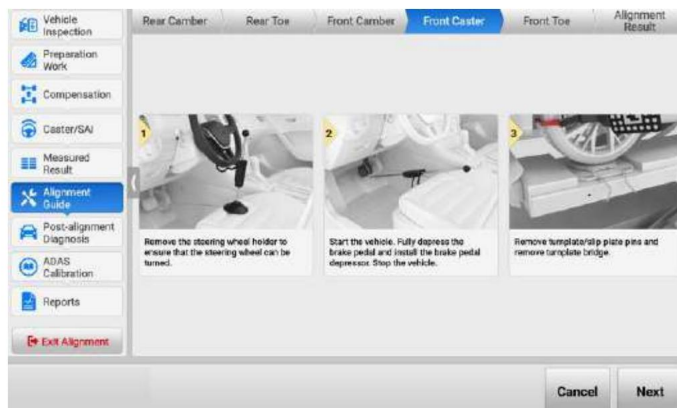 Vehicle
Inspection
Preparation
Work
Compensation
Caster/SAI
Measured
Result
Alignment
Guide
Post-alignment
Diagnosis
ADAS
Calibration
Reports
Exit Alignment
Rear Camber
Rear Toe
Front Camber
Front Caster
Front Toe
Alignment
Result
1
Remove the steering wheel holder to
ensure that the steering wheel can be
turned.
2
Start the vehicle. Fully depress the
brake pedal and install the brake pedal
depressor. Stop the vehicle.
3
Remove turnplate/slip plate pins and
remove turnplate bridge.
Cancel
Next